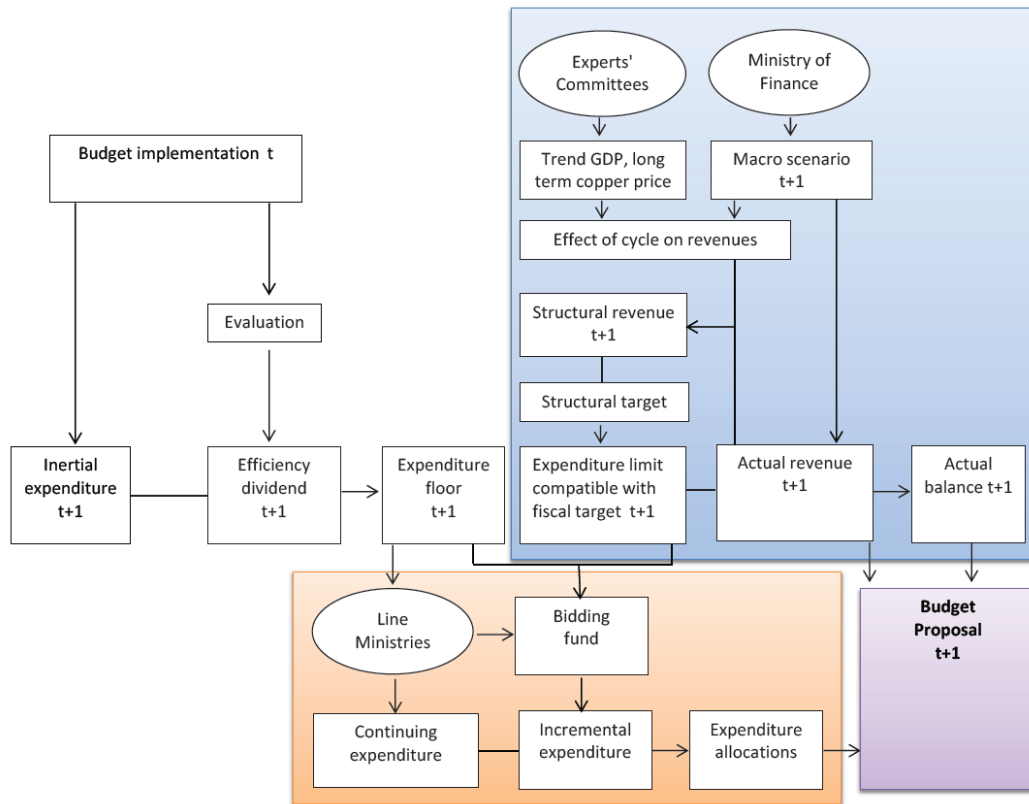 Experts'
Committees
Ministry of
Finance
Budget implementation t
Trend GDP, long
term copper price
Macro scenario
t+1
Effect of cycle on revenues
Evaluation
Structural revenue
t+1
Structural target
Inertial
expenditure
t+1
Efficiency
dividend
t+1
Expenditure
floor
t+1
Expenditure limit
compatible with
fiscal target t+1
Actual revenue
t+1
Actual
balance t+1
Line
Ministries
Bidding
fund
Budget
Proposal
t+1
Continuing
expenditure
Incremental
expenditure
Expenditure
allocations